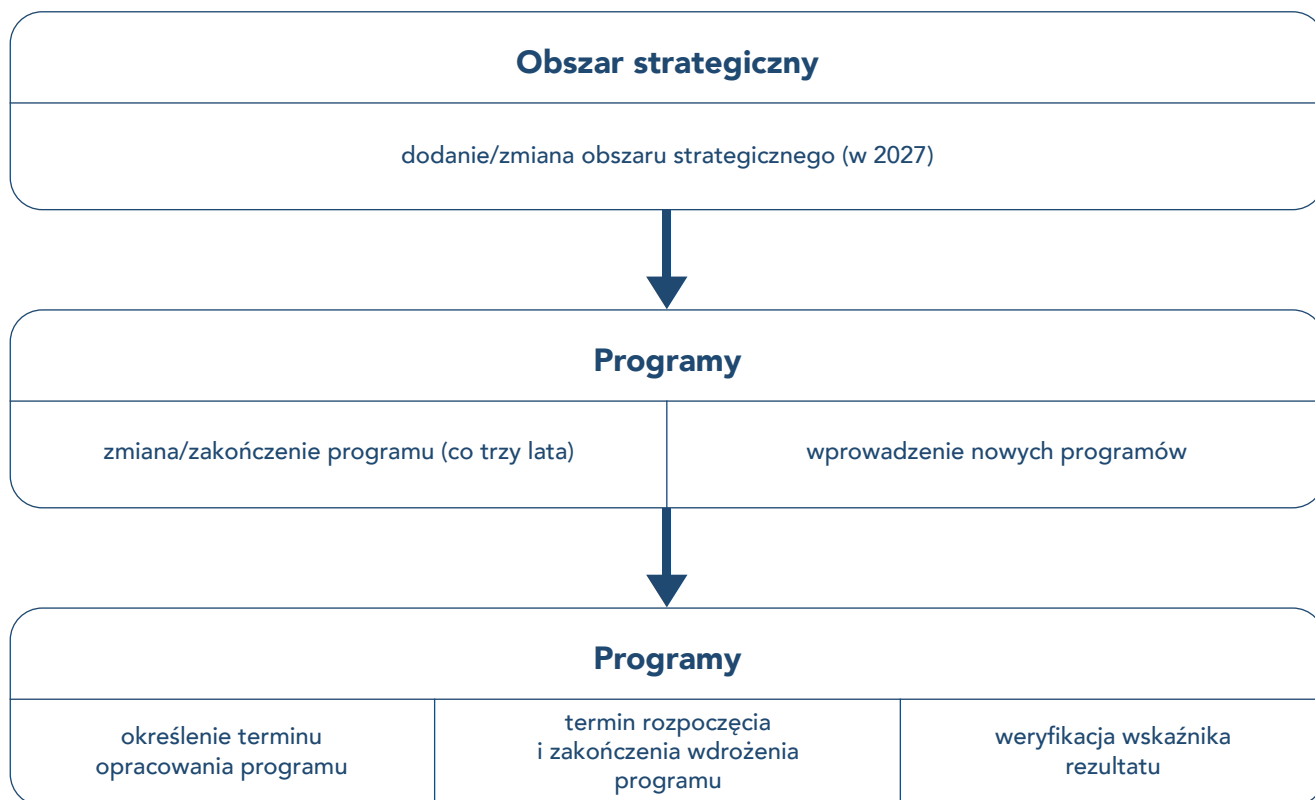 Obszar strategiczny
dodanie/zmiana obszaru strategicznego (w 2027)
Programy
zmiana/zakończenie programu (co trzy lata)
wprowadzenie nowych programów
Programy
określenie terminu
opracowania programu
termin rozpoczęcia
i zakończenia wdrożenia
programu
weryfikacja wskaźnika
rezultatu